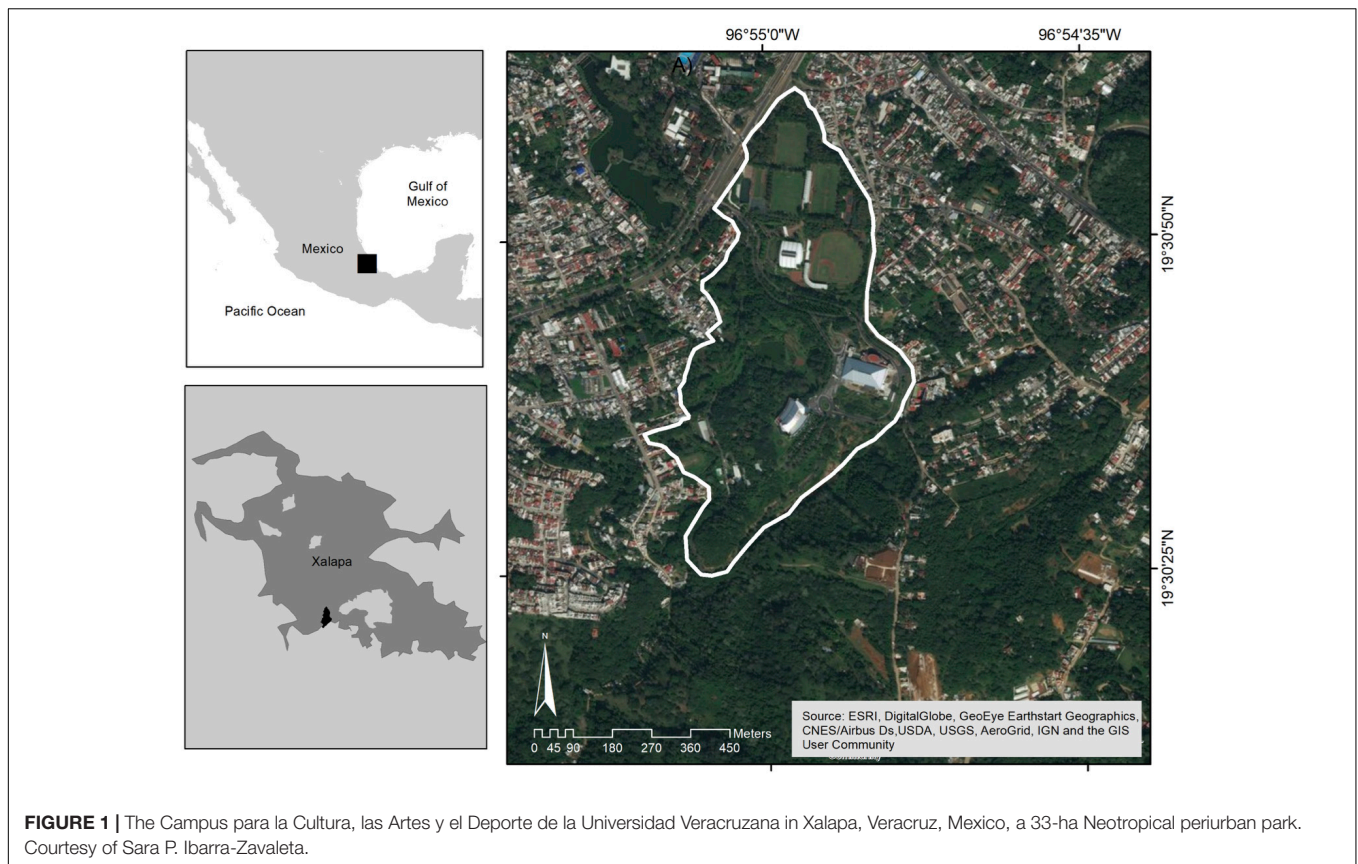 96°55'0"W
96°54'35"W
A)
Gulf of
Mexico
Mexico
Pacific Ocean
19°30'50"N
Xalapa
19°30'25"N
N
Meters
0 45 90 180 270 360 450
Source: ESRI, DigitalGlobe, GeoEye Earthstart Geographics,
CNES/Airbus Ds,USDA, USGS, AeroGrid, IGN and the GIS
User Community
FIGURE 1 | The Campus para la Cultura, las Artes y el Deporte de la Universidad Veracruzana in Xalapa, Veracruz, Mexico, a 33-ha Neotropical periurban park.
Courtesy of Sara P. Ibarra-Zavaleta.